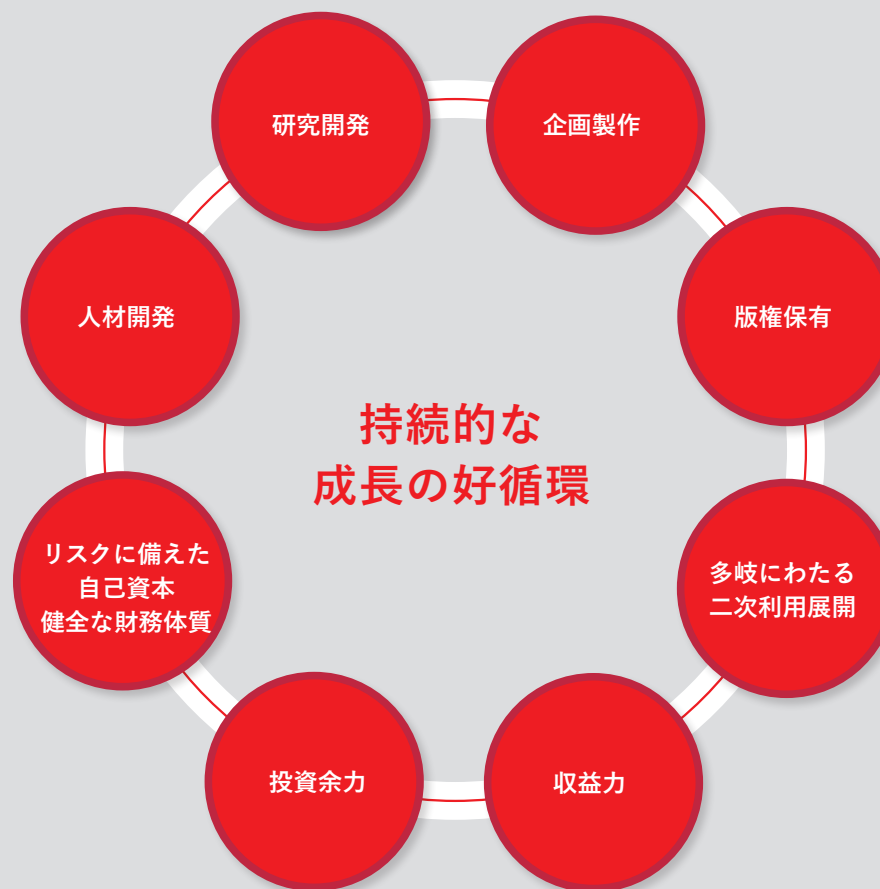 研究開発
企画製作
人材開発
版権保有
持続的な
成長の好循環
リスクに備えた
自己資本
健全な財務体質
多岐にわたる
二次利用展開
投資余力
収益力